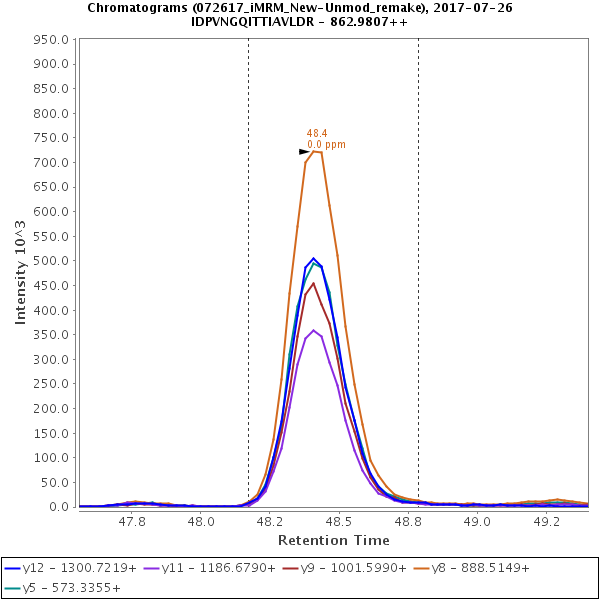 Chromatograms (072617_iMRM_New-Unmod_remake), 2017-07-26
IDPVNGQITTIAVLDR - 862.9807++
950.0
900.0
850.0
800.0
750.0
700.0
650.0
600.0
550.0
500.0
450.0
400.0
350.0
300.0
250.0
200.0
150.0
100.0
50.0
0.0
Intensity 10^3
48.4
0.0 ppm
47.8 48.0 48.2 48.5 48.8 49.0 49.2
Retention Time
y12 - 1300.7219+ y11 - 1186.6790+ y9 - 1001.5990+ y8 - 888.5149+
y5 - 573.3355+